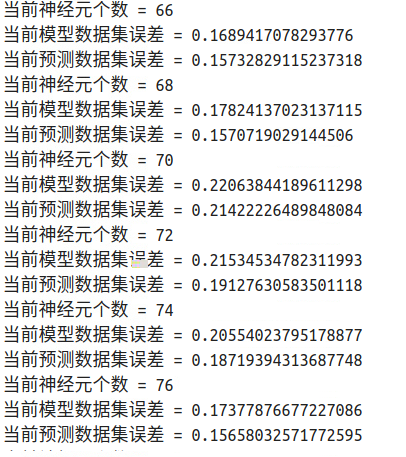 当前神经元个数 = 66
当前模型数据集误差 = 0.1689417078293776
当前预测数据集误差 = 0.15732829115237318
当前神经元个数 = 68
当前模型数据集误差 = 0.17824137023137115
当前预测数据集误差 = 0.1570719029144506
当前神经元个数 = 70
当前模型数据集误差 = 0.22063844189611298
当前预测数据集误差 = 0.21422226489848084
当前神经元个数 = 72
当前模型数据集误差 = 0.21534534782311993
当前预测数据集误差 = 0.19127630583501118
当前神经元个数 = 74
当前模型数据集误差 = 0.20554023795178877
当前预测数据集误差 = 0.18719394313687748
当前神经元个数 = 76
当前模型数据集误差 = 0.17377876677227086
当前预测数据集误差 = 0.15658032571772595